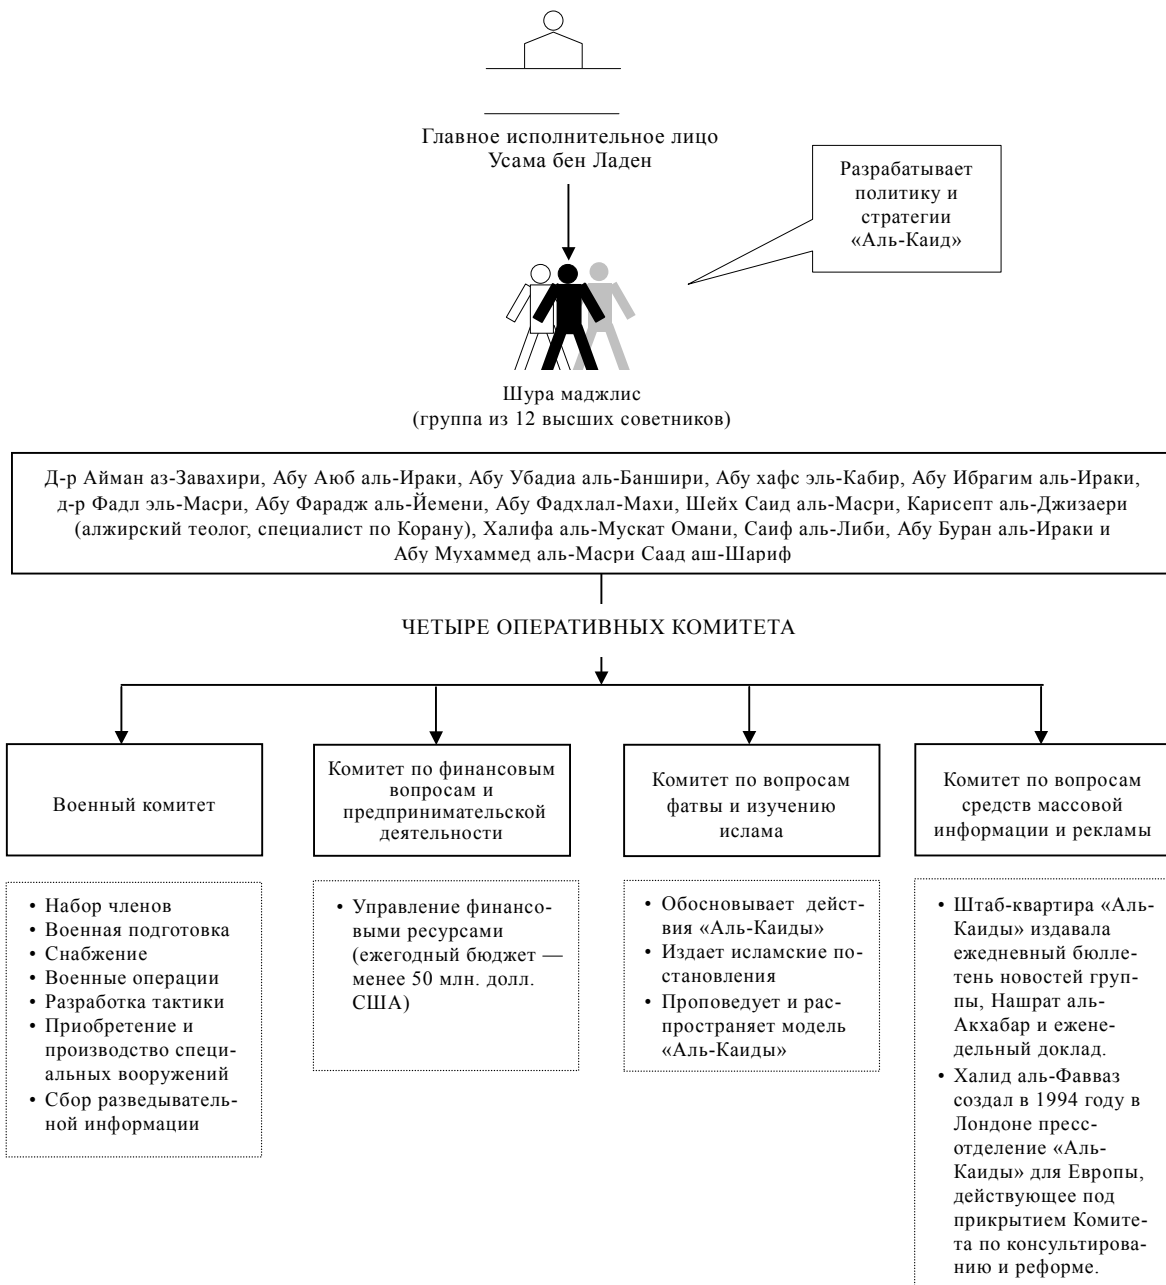 Главное исполнительное лицо
Усама бен Ладен
Разрабатывает
политику и
стратегии
«Аль-Каид»
Шура маджлис
(группа из 12 высших советников)
Д-р Айман аз-Завахири, Абу Аюб аль-Ираки, Абу Убадиа аль-Баншири, Абу хафс эль-Кабир, Абу Ибрагим аль-Ираки,
д-р Фадл эль-Масри, Абу Фарадж аль-Йемени, Абу Фадхлал-Махи, Шейх Саид аль-Масри, Карисепт аль-Джизаери
(алжирский теолог, специалист по Корану), Халифа аль-Мускат Омани, Саиф аль-Либи, Абу Буран аль-Ираки и
Абу Мухаммед аль-Масри Саад аш-Шариф
ЧЕТЫРЕ ОПЕРАТИВНЫХ КОМИТЕТА
Военный комитет
Комитет по финансовым
вопросам и
предпринимательской
деятельности
Комитет по вопросам
фатвы и изучению
ислама
Комитет по вопросам
средств массовой
информации и рекламы
• Набор членов
• Военная подготовка
• Снабжение
• Военные операции
• Разработка тактики
• Приобретение и
производство специ-
альных вооружений
• Сбор разведыватель-
ной информации
• Управление финансо-
выми ресурсами
(ежегодный бюджет —
менее 50 млн. долл.
США)
• Обосновывает дейст-
вия «Аль-Каиды»
• Издает исламские по-
становления
• Проповедует и рас-
пространяет модель
«Аль-Каиды»
• Штаб-квартира «Аль-
Каиды» издавала
ежедневный бюлле-
тень новостей груп-
пы, Нашрат аль-
Акхабар и ежене-
дельный доклад.
• Халид аль-Фавваз
создал в 1994 году в
Лондоне пресс-
отделение «Аль-
Каиды» для Европы,
действующее под
прикрытием Комите-
та по консультирова-
нию и реформе.